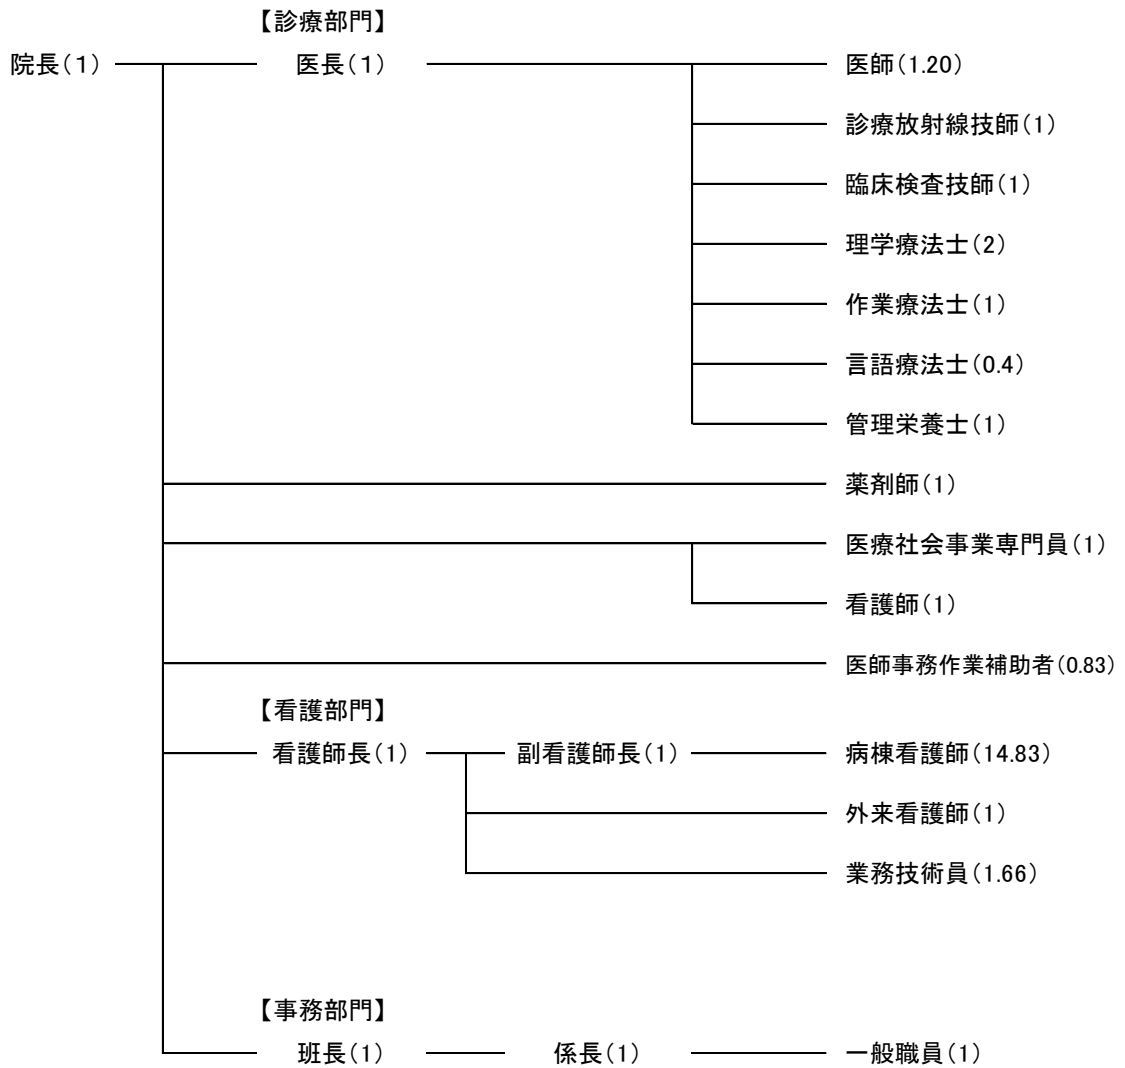 【診療部門】
院長（１） 医長（1） 医師（1.20）
診療放射線技師（1）
臨床検査技師（1）
理学療法士（2）
作業療法士（1）
言語療法士（0.4）
管理栄養士（1）
薬剤師（1）
医療社会事業専門員（1）
看護師（1）
医師事務作業補助者（0.83）
【看護部門】
看護師長（1） 副看護師長（1） 病棟看護師（14.83）
外来看護師（1）
業務技術員（1.66）
【事務部門】
班長（1） 係長（1） 一般職員（1）